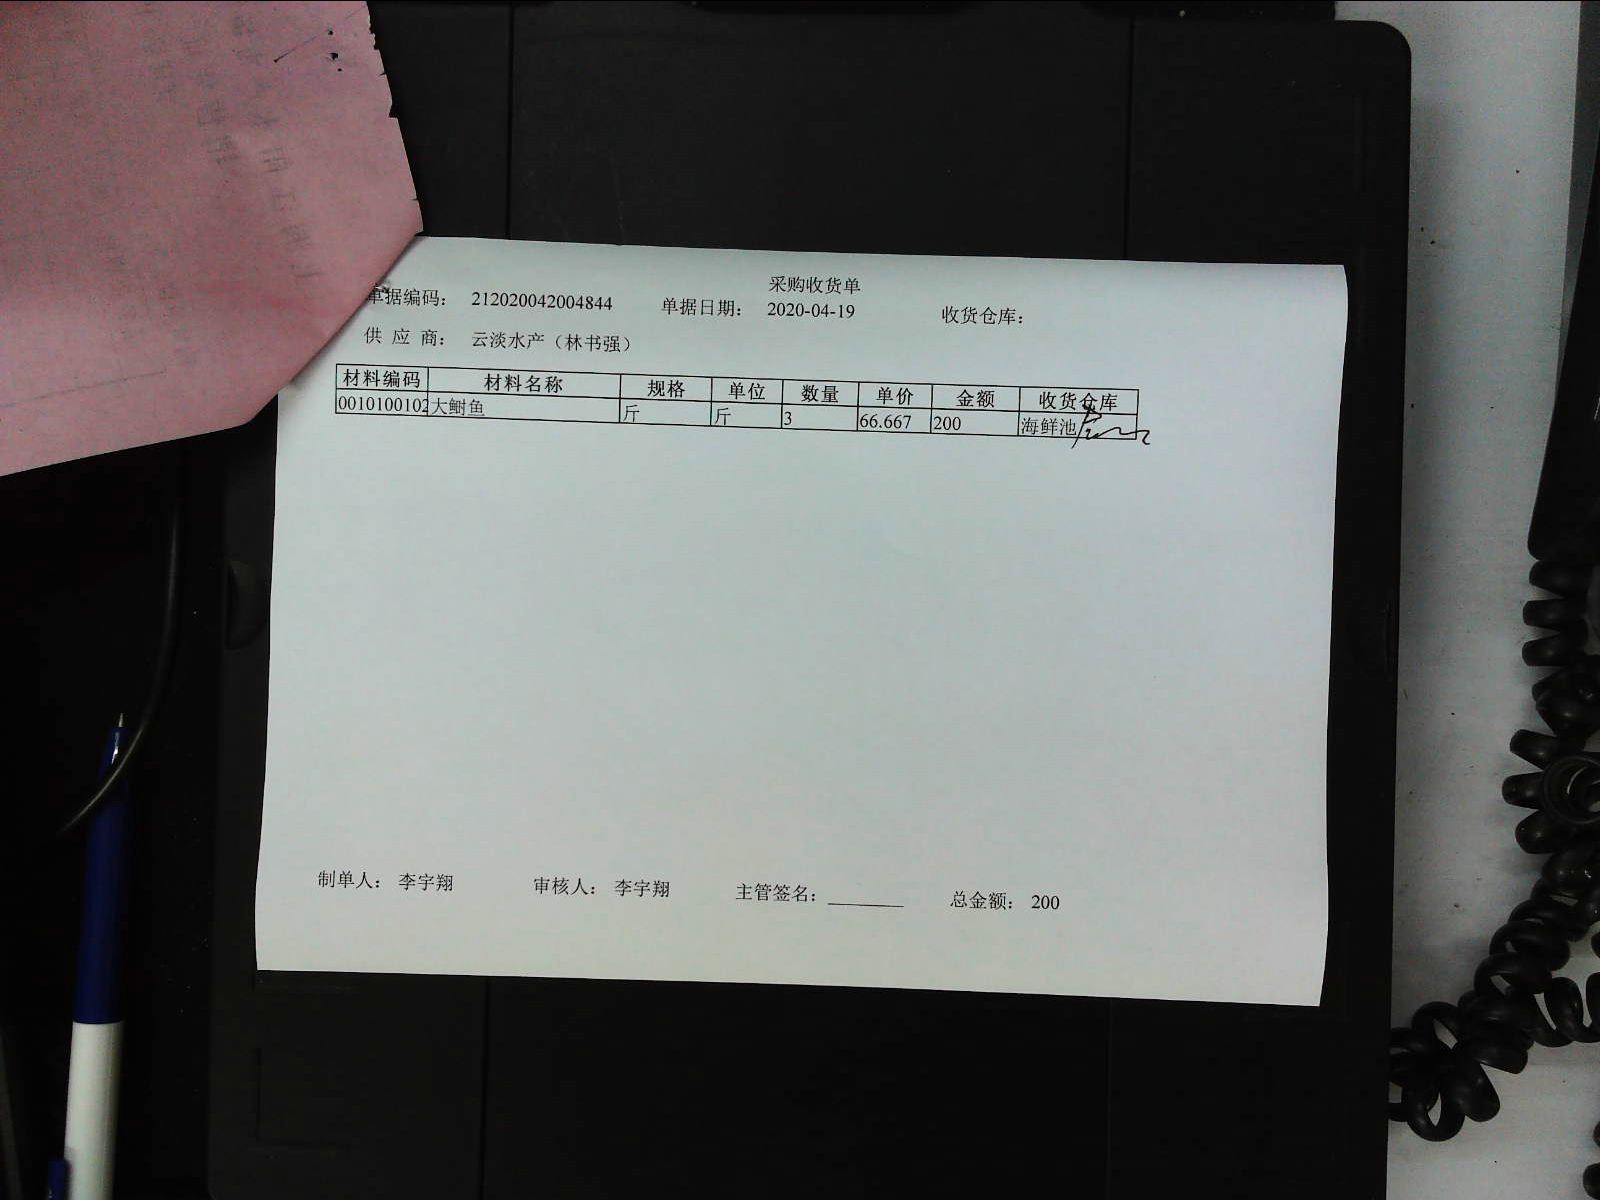 采购收货单
单据编码： 212020042004844 单据日期： 2020-04-19 收货仓库：
供 应 商： 云淡水产（林书强）
材料编码 材料名称 规格 单位 数量 单价 金额 收货仓库
0010100102 大鲥鱼 斤 斤 3 66.667 200 海鲜池
制单人： 李宇翔 审核人： 李宇翔 主管签名：________ 总金额： 200